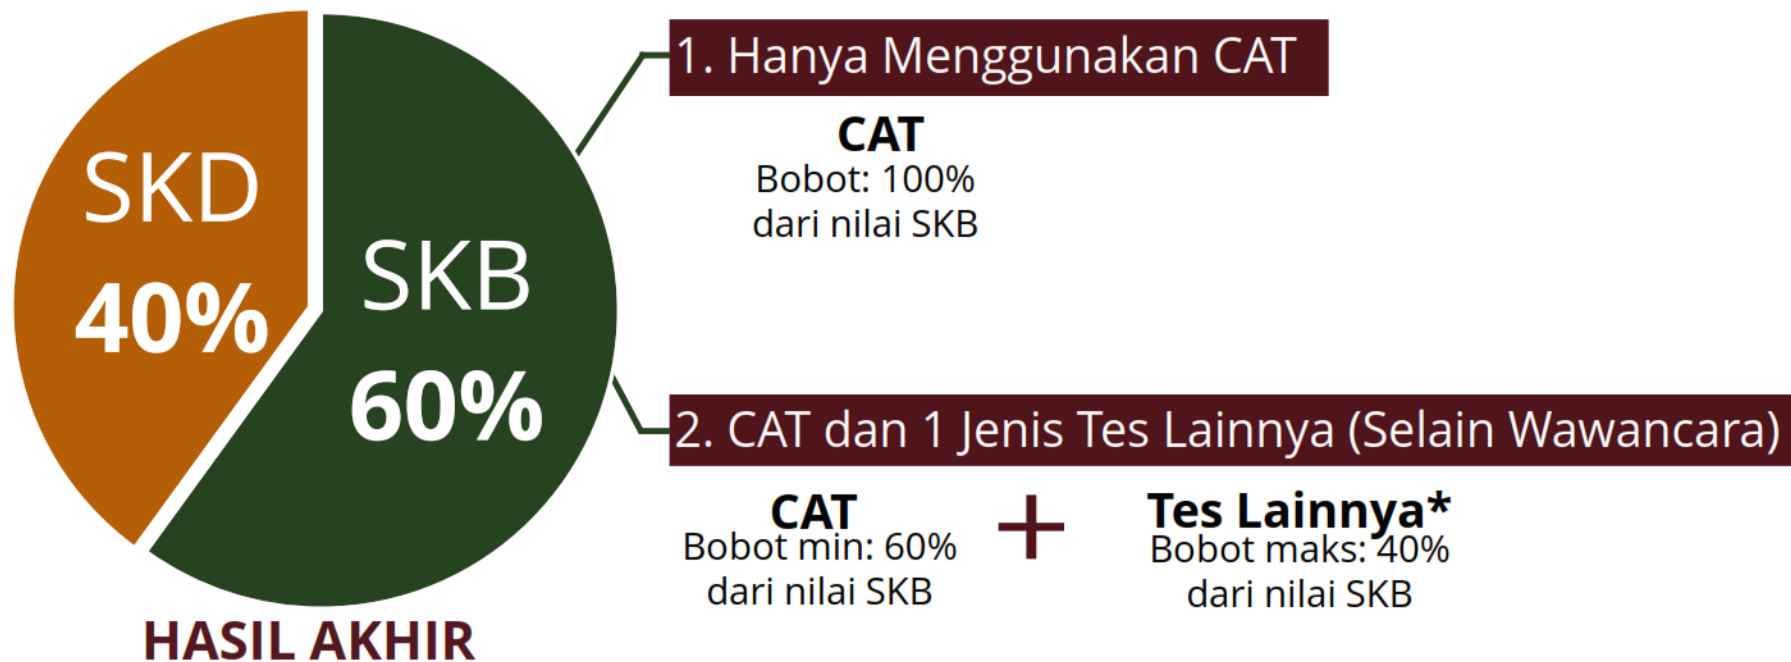 SKD
40%
SKB
60%
HASIL AKHIR
1. Hanya Menggunakan CAT
CAT
Bobot: 100%
dari nilai SKB
2. CAT dan 1 Jenis Tes Lainnya (Selain Wawancara)
CAT
Bobot min: 60%
dari nilai SKB
+
Tes Lainnya*
Bobot maks: 40%
dari nilai SKB